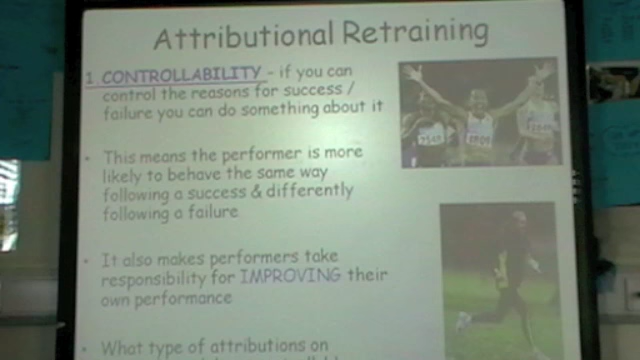 Attributional Retraining
1 CONTROLLABILITY - if you can
control the reasons for success /
failure you can do something about it
• This means the performer is more
likely to behave the same way
following a success & differently
following a failure
• It also makes performers take
responsibility for IMPROVING their
own performance
• What type of attributions on